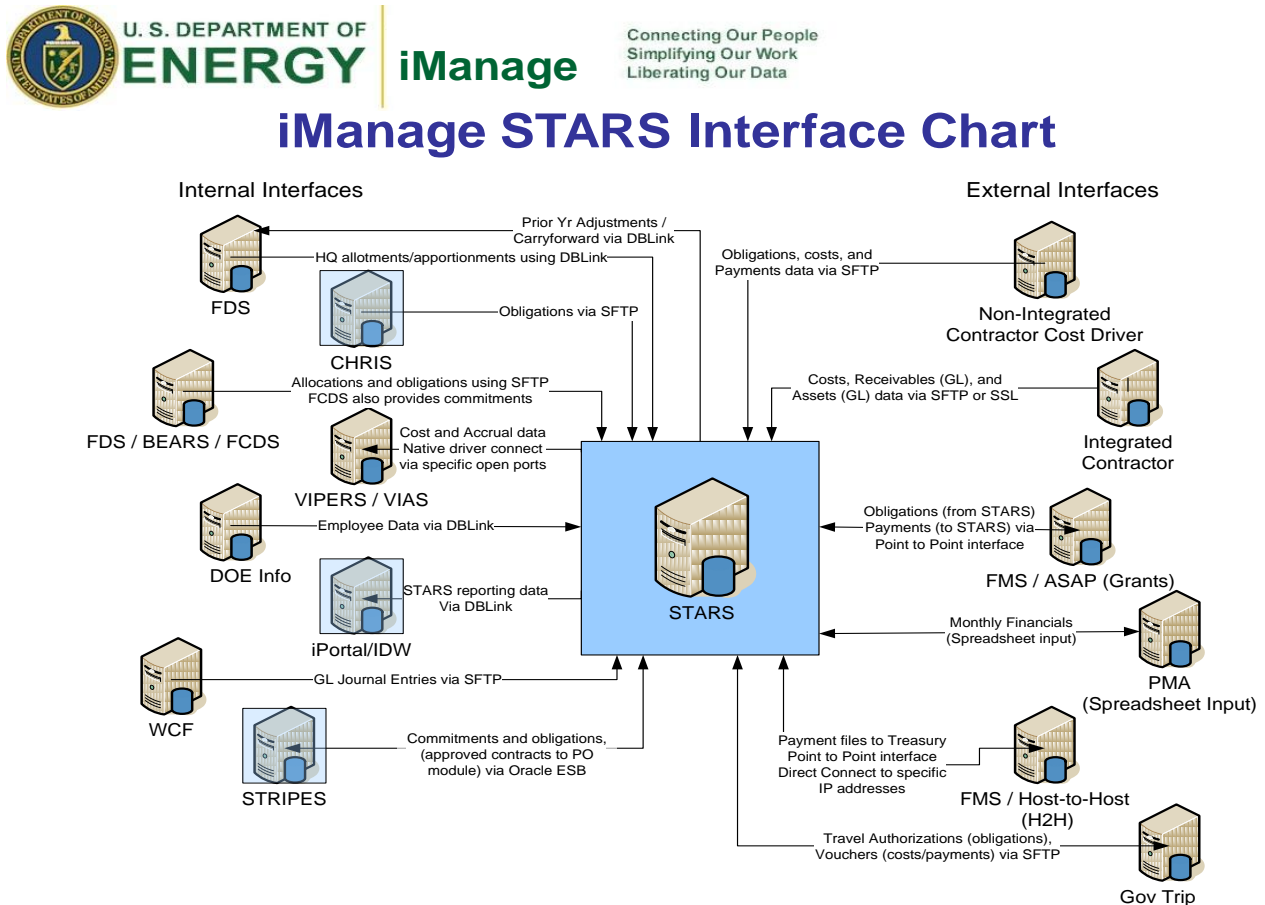 U. S. DEPARTMENT OF
ENERGY
iManage
Connecting Our People
Simplifying Our Work
Liberating Our Data
iManage STARS Interface Chart
Internal Interfaces
External Interfaces
Prior Yr Adjustments /
Carryforward via DBLink
HQ allotments/apportionments using DBLink
FDS
Obligations via SFTP
CHRIS
Allocations and obligations using SFTP
FCDS also provides commitments
FDS / BEARS / FCDS
Cost and Accrual data
Native driver connect
via specific open ports
VIPERS / VIAS
Employee Data via DBLink
DOE Info
STARS reporting data
Via DBLink
iPortal/IDW
GL Journal Entries via SFTP
WCF
Commitments and obligations,
(approved contracts to PO
module) via Oracle ESB
STRIPES
STARS
Obligations, costs, and
Payments data via SFTP
Non-Integrated
Contractor Cost Driver
Costs, Receivables (GL), and
Assets (GL) data via SFTP or SSL
Integrated
Contractor
Obligations (from STARS)
Payments (to STARS) via
Point to Point interface
FMS / ASAP (Grants)
Monthly Financials
(Spreadsheet input)
PMA
(Spreadsheet Input)
Payment files to Treasury
Point to Point interface
Direct Connect to specific
IP addresses
FMS / Host-to-Host
(H2H)
Travel Authorizations (obligations),
Vouchers (costs/payments) via SFTP
Gov Trip